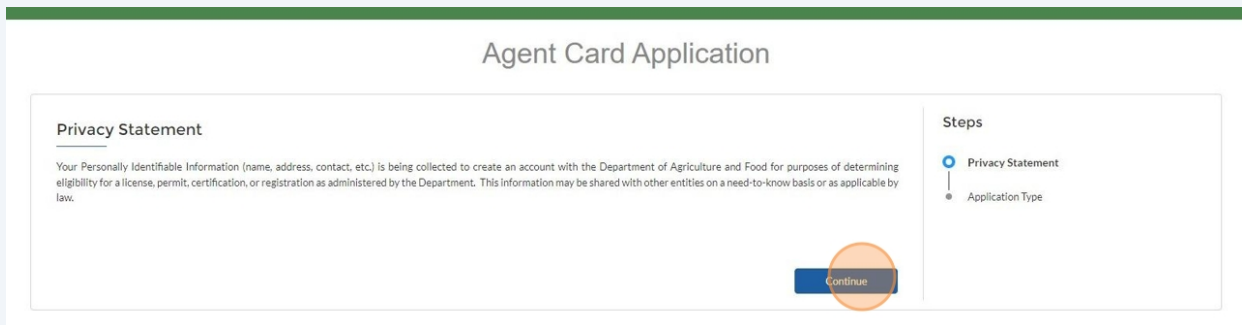 Agent Card Application
Privacy Statement
Your Personally Identifiable Information (name, address, contact, etc.) is being collected to create an account with the Department of Agriculture and Food for purposes of determining
eligibility for a license, permit, certification, or registration as administered by the Department. This information may be shared with other entities on a need-to-know basis or as applicable by
law.
Continue
Steps
Privacy Statement
Application Type